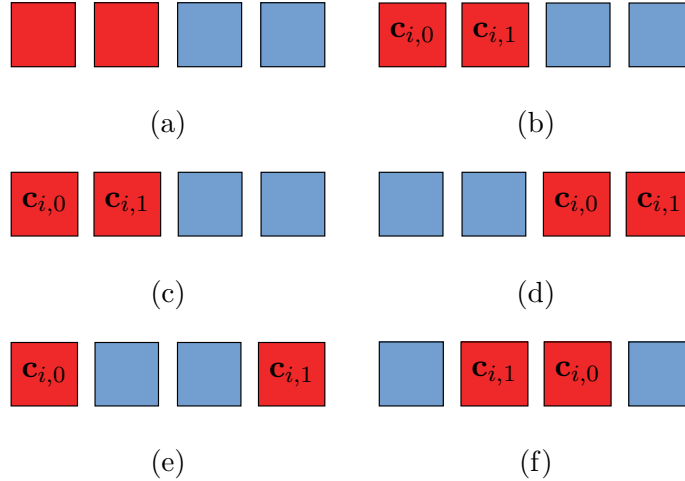 c_{i,0} c_{i,1}
(a) (b)
c_{i,0} c_{i,1} c_{i,0} c_{i,1}
(c) (d)
c_{i,0} c_{i,1} c_{i,1} c_{i,0}
(e) (f)